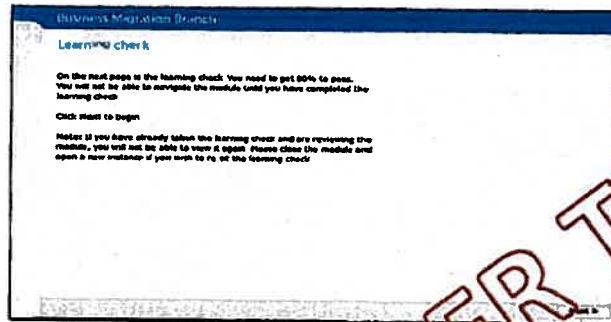 Business Migration Branch
Learning check
On the next page is the learning check. You need to get 80% to pass.
You will not be able to navigate the module until you have completed the
learning check
Click Next to begin
Note: If you have already taken the learning check and are reviewing the
module, you will not be able to view it again. Please close the module and
open a new instance if you wish to re sit the learning check
ER T